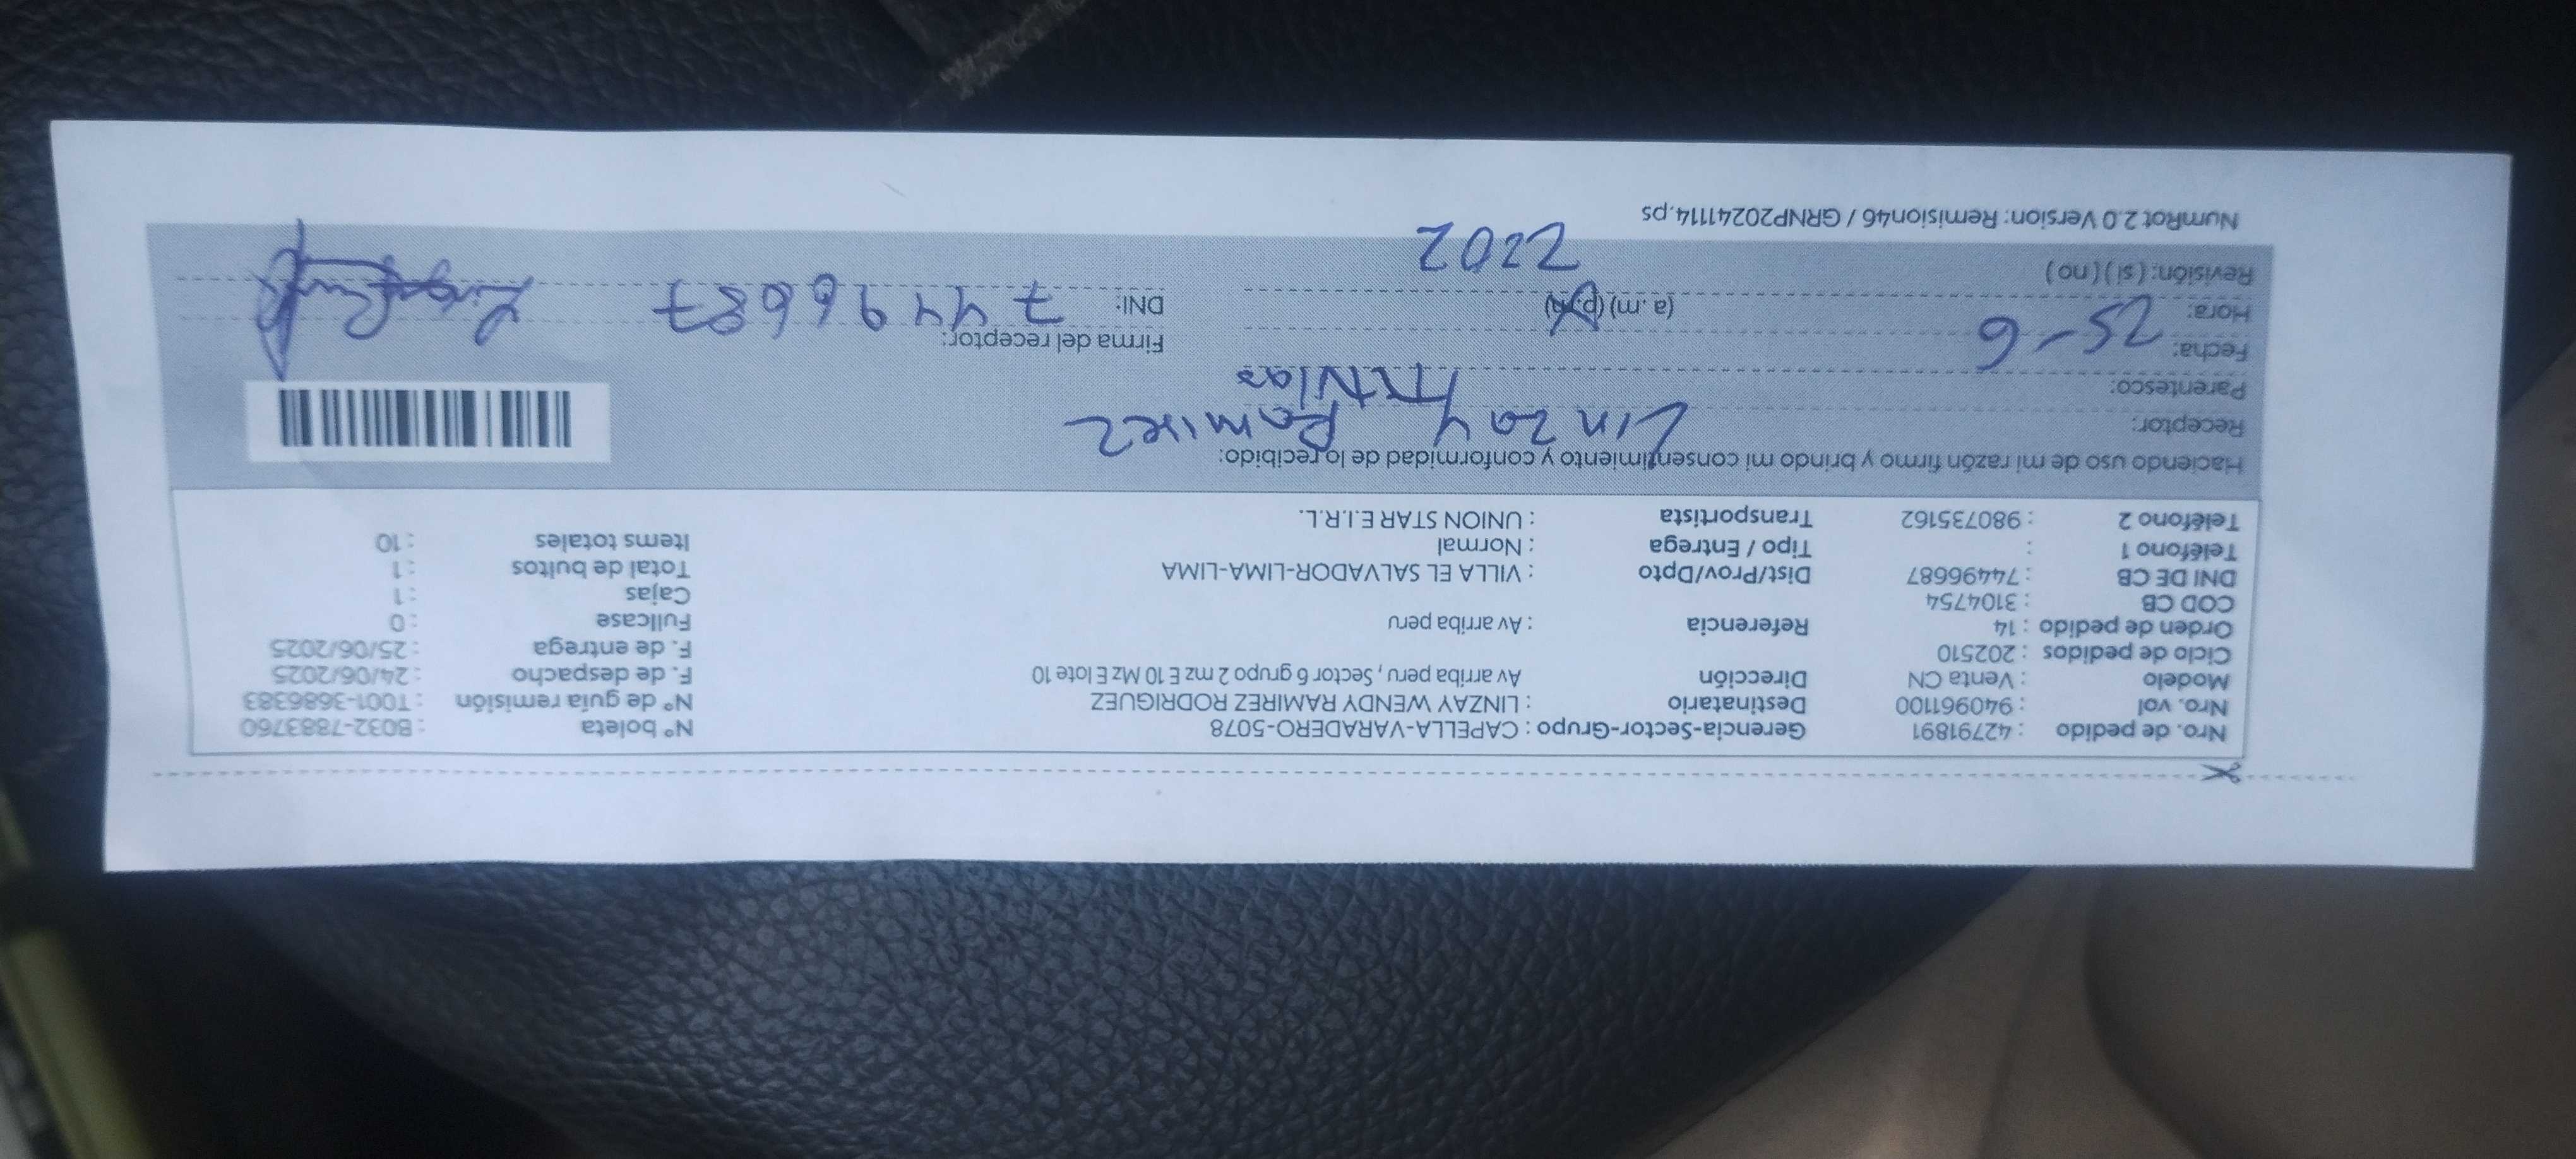 Nro. de pedido : 42791891 Gerencia-Sector-Grupo : CAPELLA-VARADERO-5078 N° boleta : B032-7883760
Nro. vol : 940961100 Destinatario : LINZAY WENDY RAMIREZ RODRIGUEZ N° de guía remisión : T001-3686383
Modelo : Venta CN Dirección Av arriba peru , Sector 6 grupo 2 mz E 10 Mz E lote 10 F. de despacho : 24/06/2025
Ciclo de pedidos : 202510 F. de entrega : 25/06/2025
Orden de pedido : 14 Referencia : Av arriba peru Fullcase : 0
COD CB : 3104754 Cajas : 1
DNI DE CB : 74496687 Dist/Prov/Dpto : VILLA EL SALVADOR-LIMA-LIMA Total de bultos : 1
Teléfono 1 : Tipo / Entrega : Normal Items totales : 10
Teléfono 2 : 980735162 Transportista : UNION STAR E.I.R.L.
Haciendo uso de mi razón firmo y brindo mi consentimiento y conformidad de lo recibido:
Receptor: Linzay Ramirez
Parentesco:
Fecha: 25-6 Firma del receptor:
Hora: (a.m) (p.m) DNI: 74496687
Revisión: (si) (no) 2202
NumRot 2.0 Version: Remision46 / GRNP20241114.ps